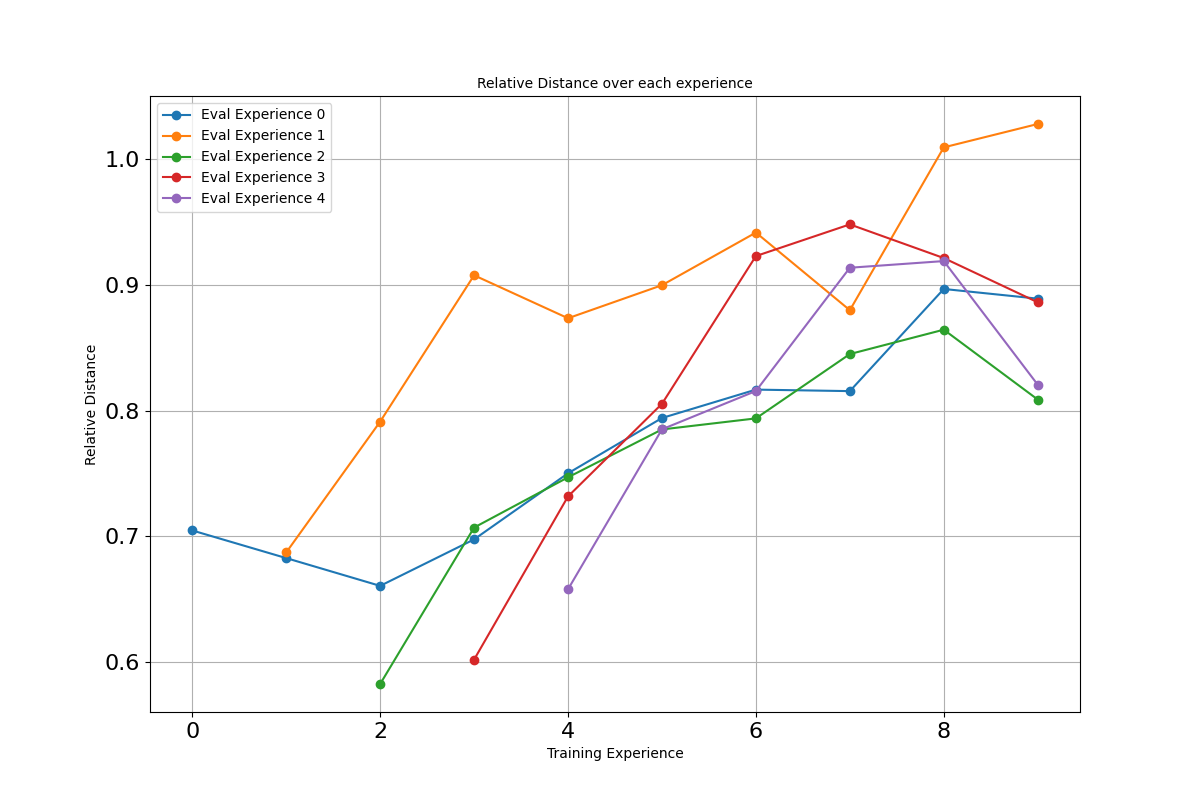 Relative Distance over each experience
Eval Experience 0
Eval Experience 1
Eval Experience 2
Eval Experience 3
Eval Experience 4
1.0
0.9
0.8
0.7
0.6
Relative Distance
0 2 4 6 8
Training Experience